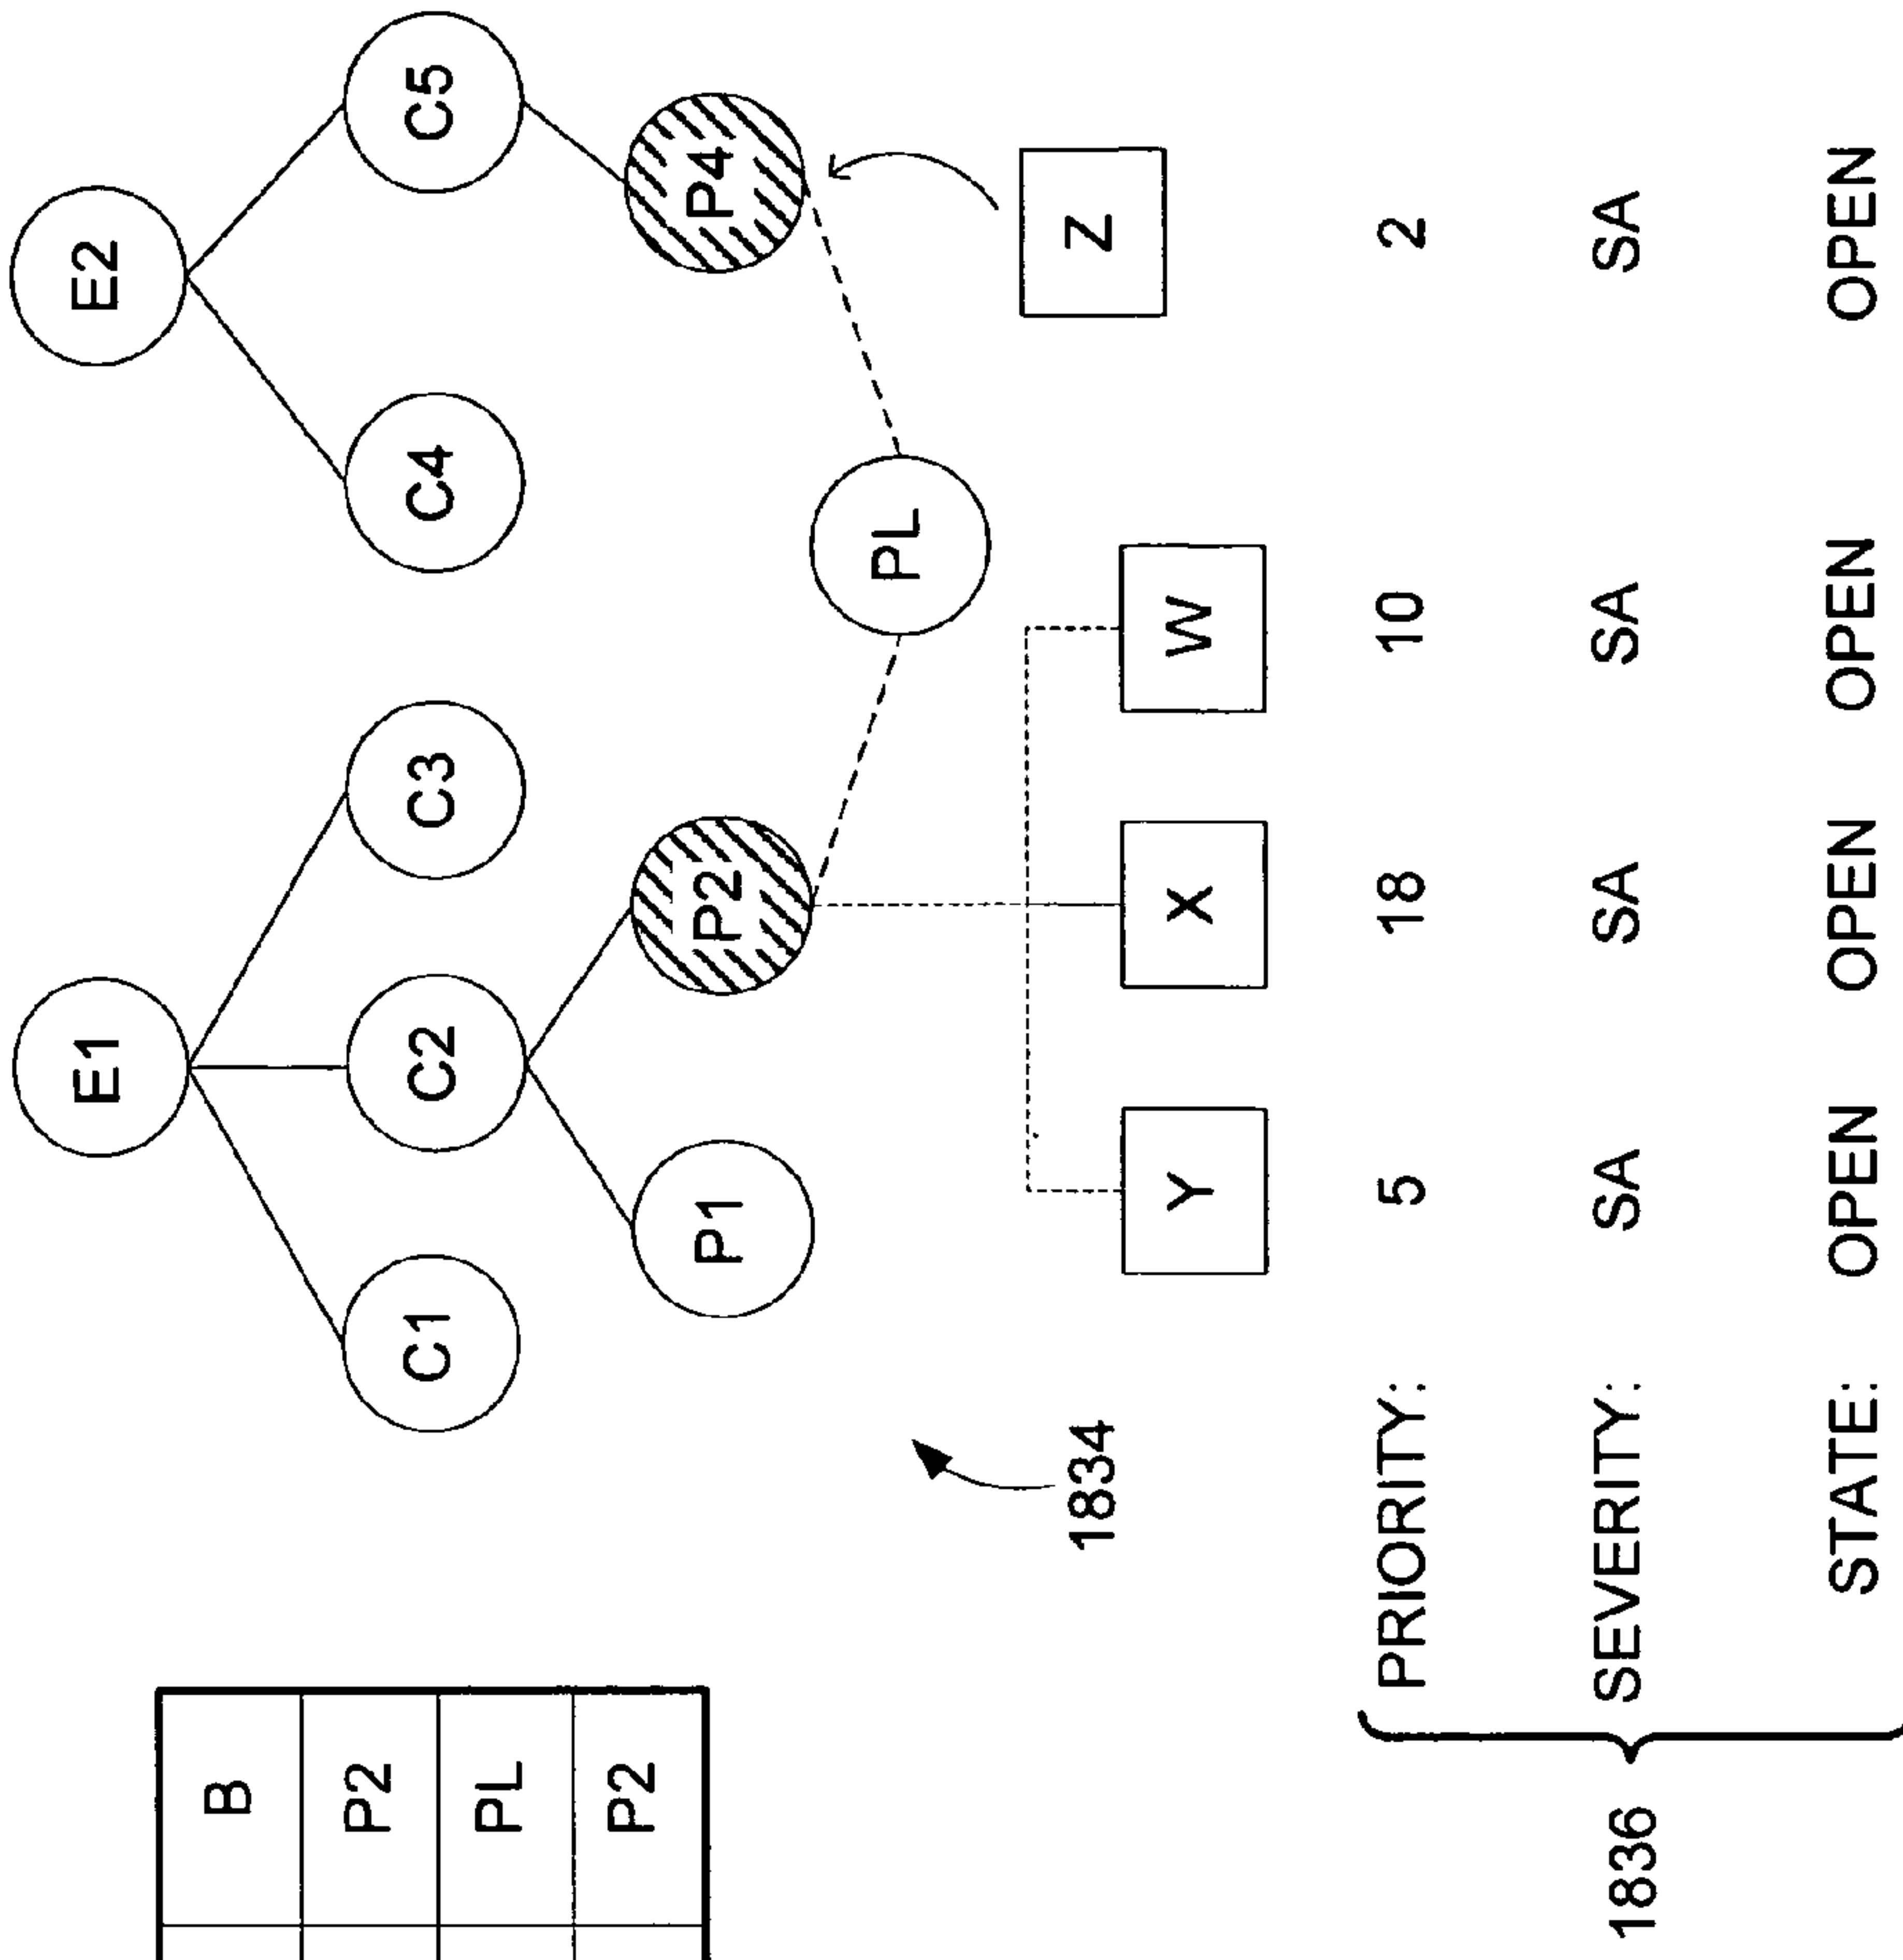 E1
E2
C1
C2
C3
C4
C5
P1
P2
P4
PL
Y
X
W
Z
1834
B
P2
PL
P2
PRIORITY: 5 18 10 2
SEVERITY: SA SA SA SA
STATE: OPEN OPEN OPEN OPEN
1836